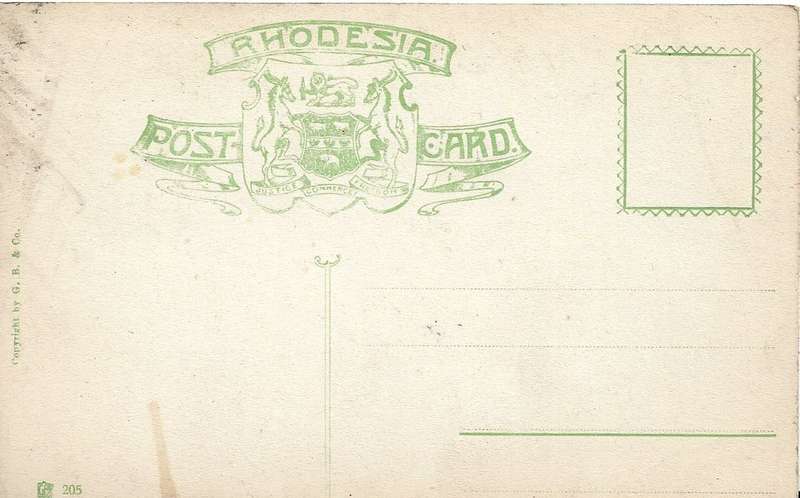 RHODESIA.
POST CARD.
JUSTICE COMMERCE FREEDOM
Copyright by G. B. & Co.
205